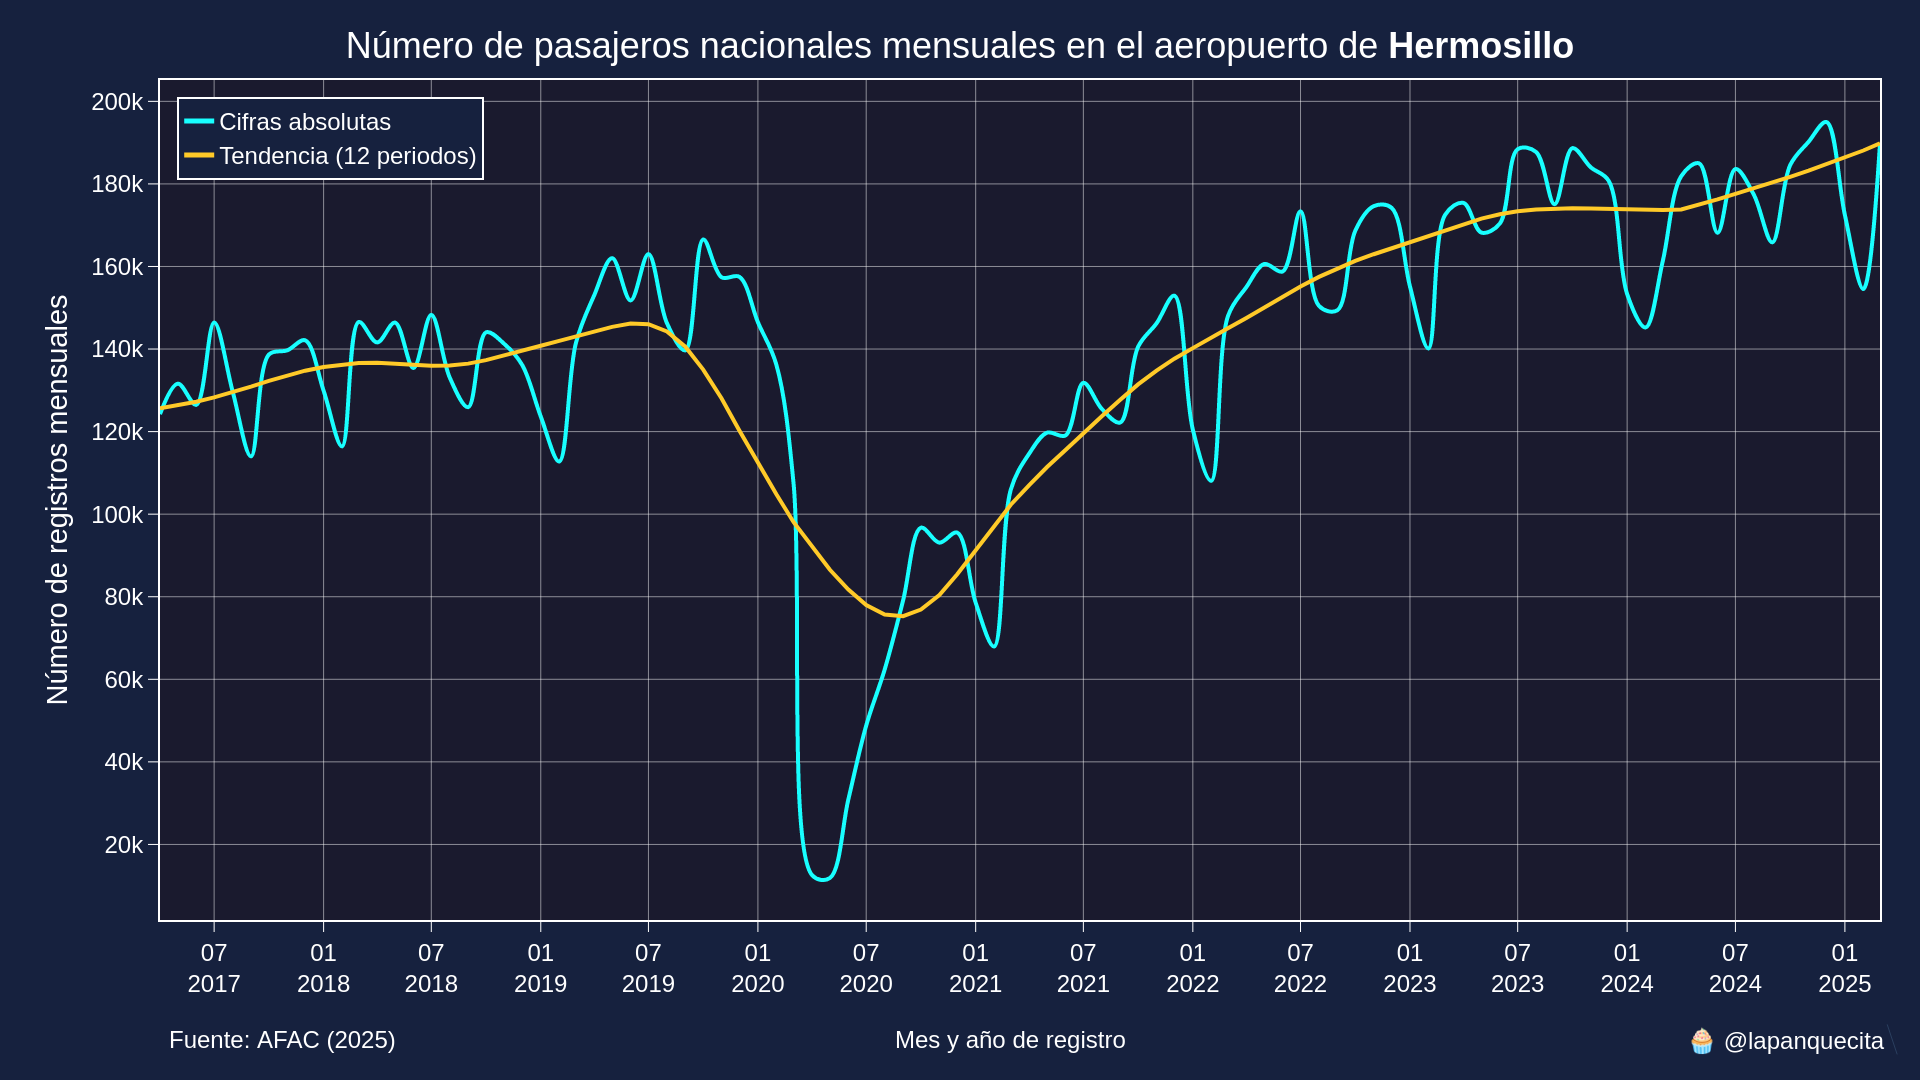 Número de pasajeros nacionales mensuales en el aeropuerto de Hermosillo
Cifras absolutas
Tendencia (12 periodos)
Número de registros mensuales
200k
180k
160k
140k
120k
100k
80k
60k
40k
20k
07 2017
01 2018
07 2018
01 2019
07 2019
01 2020
07 2020
01 2021
07 2021
01 2022
07 2022
01 2023
07 2023
01 2024
07 2024
01 2025
Fuente: AFAC (2025)
Mes y año de registro
🧁 @lapanquecita